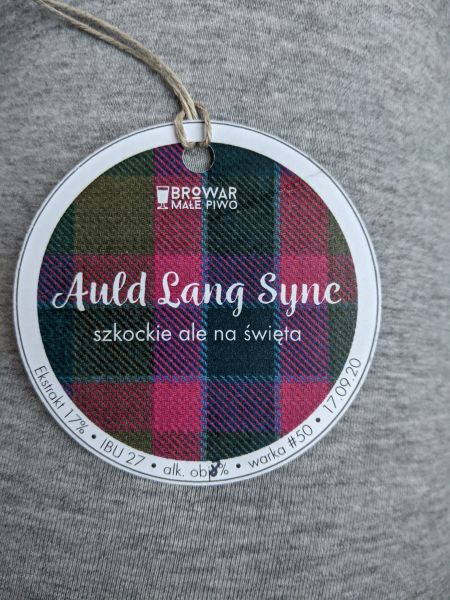 BROWAR
MAŁE PIWO
Auld Lang Syne
szkockie ale na święta
Ekstrakt 17% • IBU 27 • alk. obj. % • warka #50 • 17.09.20